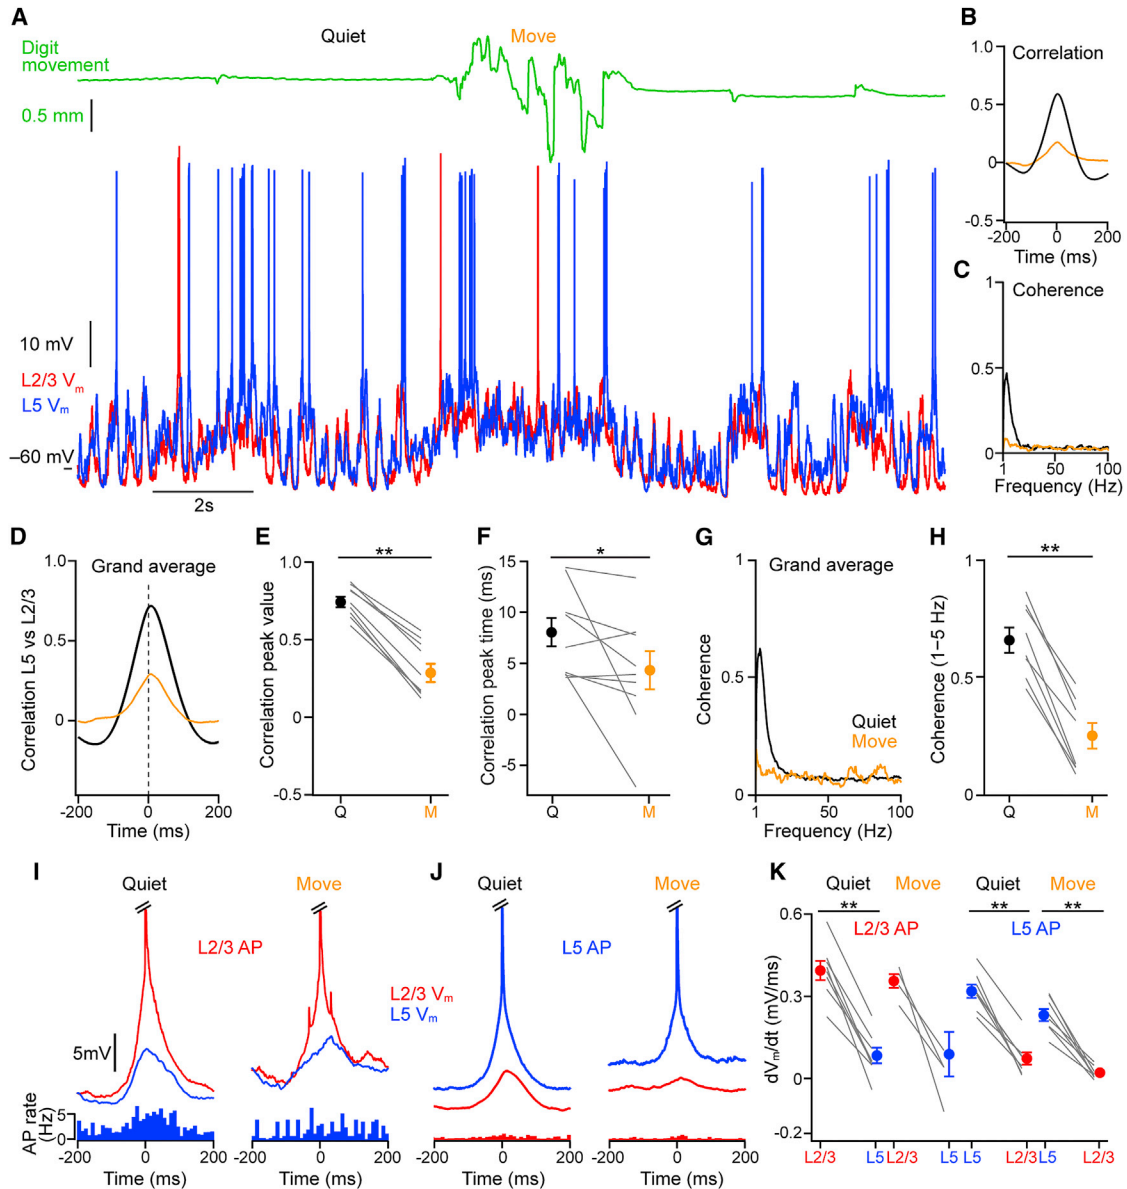 A
Quiet
Move
Digit
movement
0.5 mm
10 mV
L2/3 Vm
L5 Vm
–60 mV
2s
B
1.0
Correlation
0.5
0
-0.5
-200
0
200
Time (ms)
C
1
Coherence
0.5
0
1
50
100
Frequency (Hz)
D
1.0
Grand average
0.5
0
Correlation L5 vs L2/3
-200
0
200
Time (ms)
E
1.0
**
0.5
0
-0.5
Correlation peak value
Q
M
F
15
*
10
5
0
-5
Correlation peak time (ms)
Q
M
G
1
Grand average
0.5
0
Coherence
Quiet
Move
1
50
100
Frequency (Hz)
H
1
**
0.5
0
Coherence (1–5 Hz)
Q
M
I
Quiet
Move
L2/3 AP
5mV
AP rate
(Hz)
5
0
-200
0
200
-200
0
200
Time (ms)
Time (ms)
L2/3 Vm
L5 Vm
J
Quiet
Move
L5 AP
-200
0
200
-200
0
200
Time (ms)
Time (ms)
K
Quiet
Move
Quiet
Move
0.6
**
**
**
L2/3 AP
L5 AP
0.3
0
-0.2
dVm/dt (mV/ms)
L2/3
L5
L2/3
L5
L5
L2/3
L5
L2/3